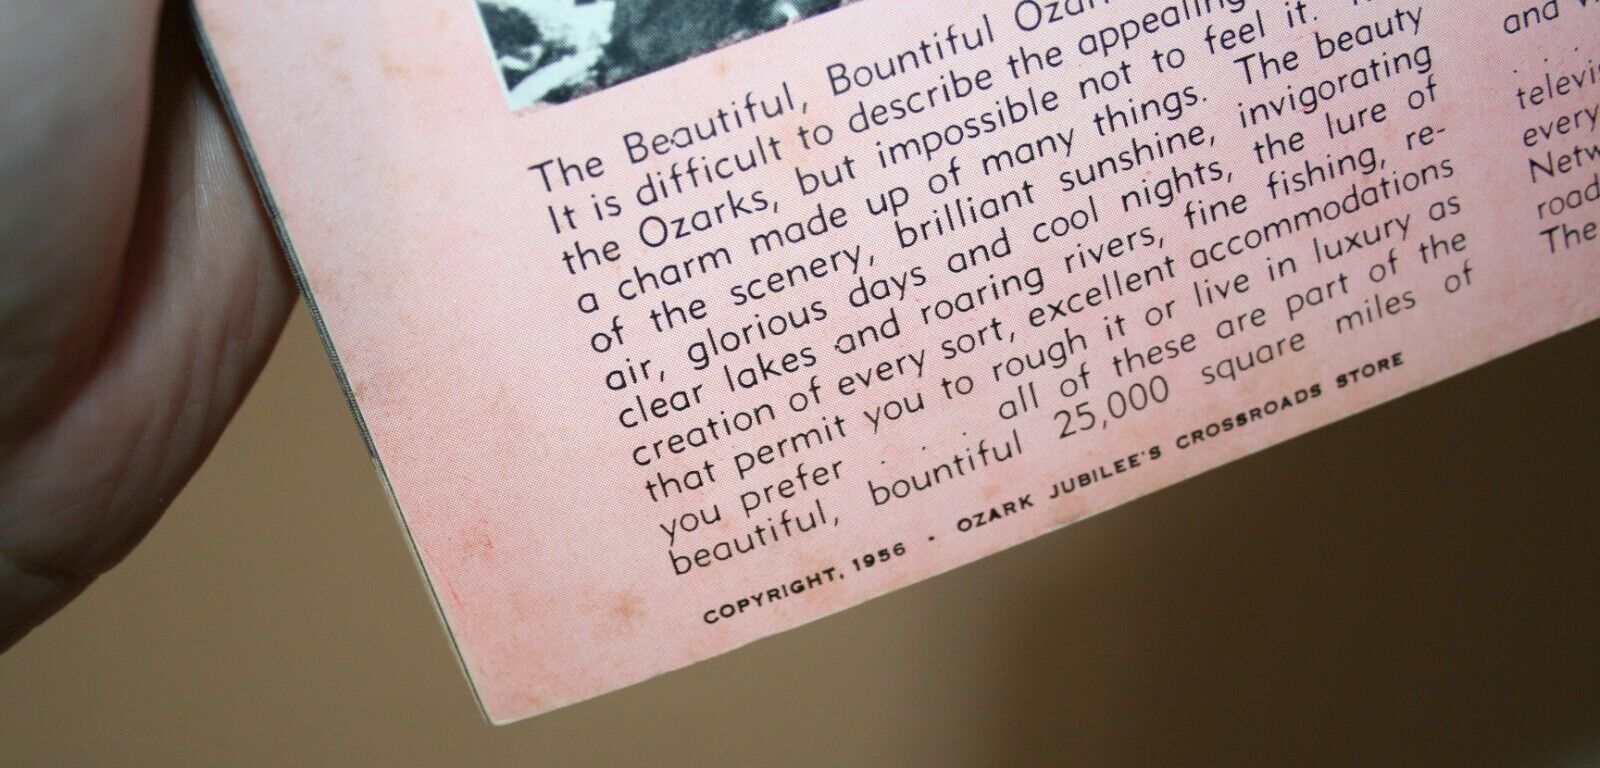 The Beautiful, Bountiful
It is difficult to describe the appealing
the Ozarks, but impossible not to feel it.
a charm made up of many things. The beauty
of the scenery, brilliant sunshine, invigorating
air, glorious days and cool nights, the lure of
clear lakes and roaring rivers, fine fishing, re-
creation of every sort, excellent accommodations
that permit you to rough it or live in luxury as
you prefer . . . all of these are part of the
beautiful, bountiful 25,000 square miles of
COPYRIGHT, 1956 • OZARK JUBILEE'S CROSSROADS STORE
and
. . .
every
The